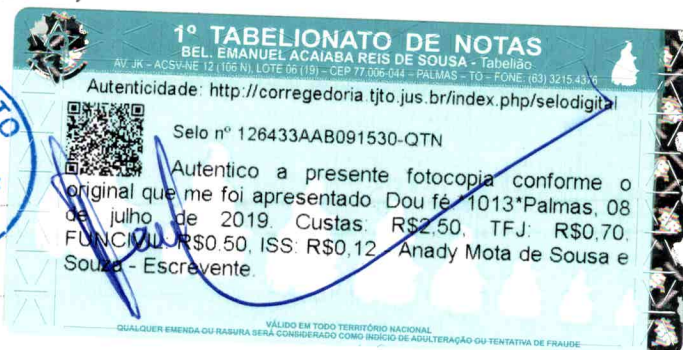 1º TABELIONATO DE NOTAS
BEL. EMANUEL ACAIABA REIS DE SOUSA - Tabelião
AV. JK - ACSV-NE 12 (106 N), LOTE 06 (19) - CEP 77.006-044 - PALMAS - TO - FONE: (63) 3215.4376
Autenticidade: http://corregedoria.tjto.jus.br/index.php/selodigital
Selo nº 126433AAB091530-QTN
Autentico a presente fotocopia conforme o
original que me foi apresentado. Dou fé.*1013*Palmas, 08
de julho de 2019. Custas: R$2,50, TFJ: R$0,70,
FUNCIVIL: R$0,50, ISS: R$0,12. Anady Mota de Sousa e
Souza - Escrevente.
VÁLIDO EM TODO TERRITÓRIO NACIONAL
QUALQUER EMENDA OU RASURA SERÁ CONSIDERADO COMO INDÍCIO DE ADULTERAÇÃO OU TENTATIVA DE FRAUDE